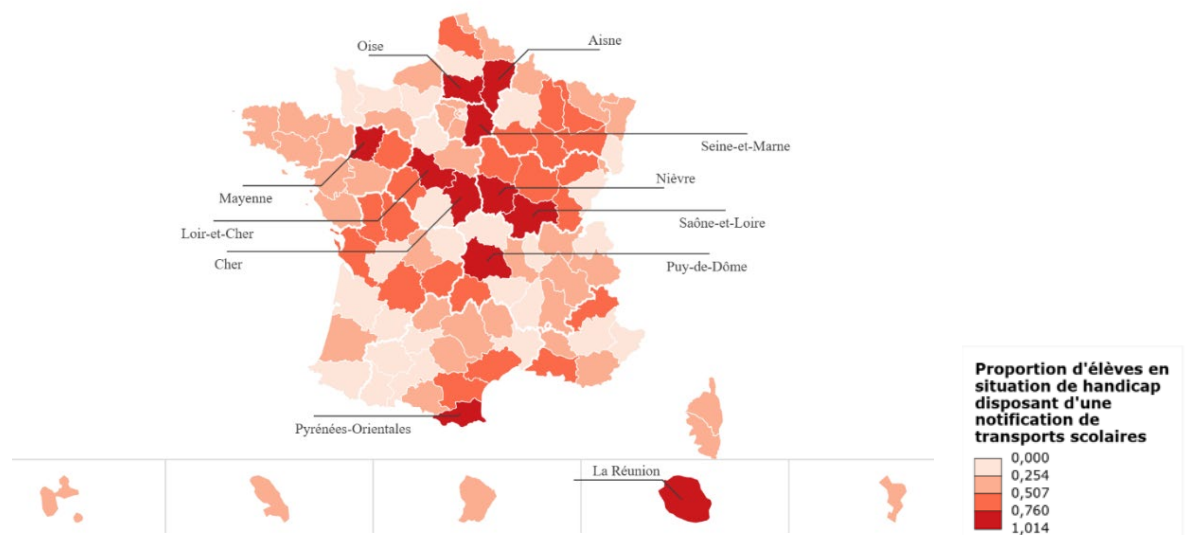 Oise
Aisne
Seine-et-Marne
Mayenne
Nièvre
Loir-et-Cher
Saône-et-Loire
Cher
Puy-de-Dôme
Pyrénées-Orientales
La Réunion
Proportion d'élèves en
situation de handicap
disposant d'une
notification de
transports scolaires
0,000
0,254
0,507
0,760
1,014